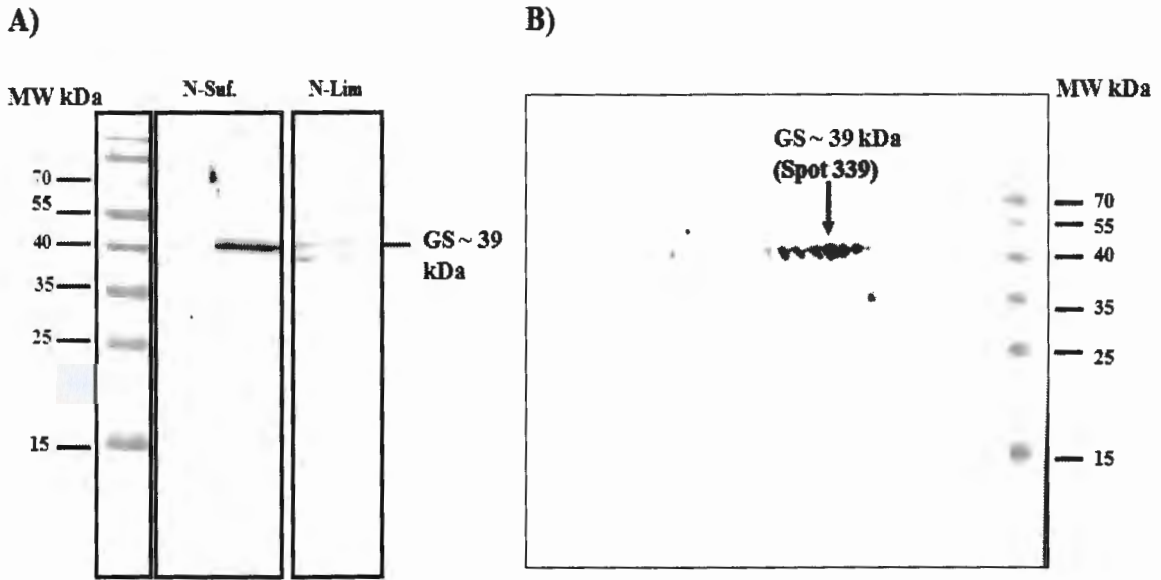 A)
B)
MW kDa
N-Suf.
N-Lim
70
55
40
35
25
15
GS ~ 39
kDa
GS ~ 39 kDa
(Spot 339)
MW kDa
70
55
40
35
25
15